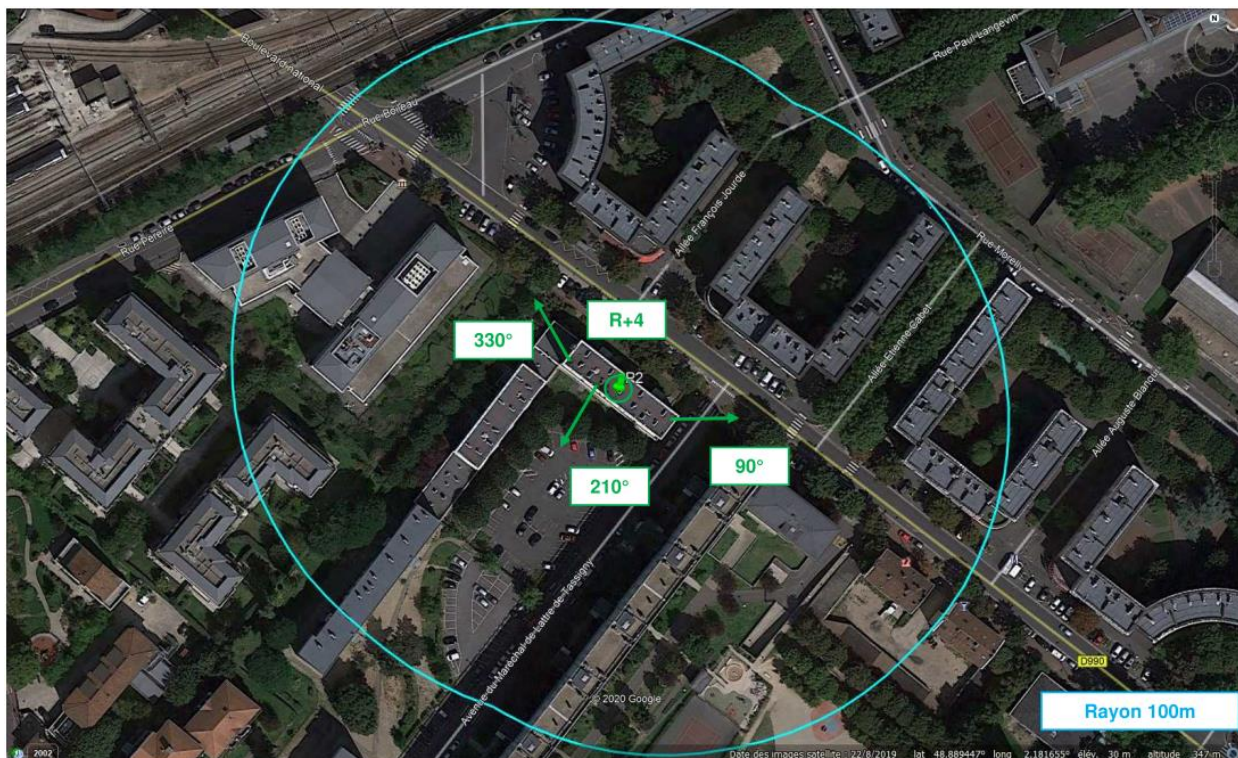 N
Boulevard National
Rue Boileau
Rue Paul Langevin
Rue Pereire
Allée François Jourde
Rue Morelli
R+4
330°
R2
Allée Etienne Cabet
Allée Auguste Blanqui
90°
210°
Avenue du Maréchal de Lattre de Tassigny
D990
© 2020 Google
Rayon 100m
2002
Date des images satellite : 22/8/2019 lat 48.889447° long 2.181655° élév. 30 m altitude 347 m